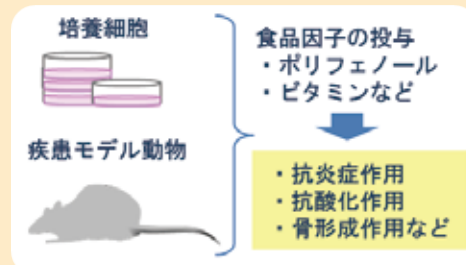 培養細胞
疾患モデル動物
食品因子の投与
・ポリフェノール
・ビタミンなど
・抗炎症作用
・抗酸化作用
・骨形成作用など